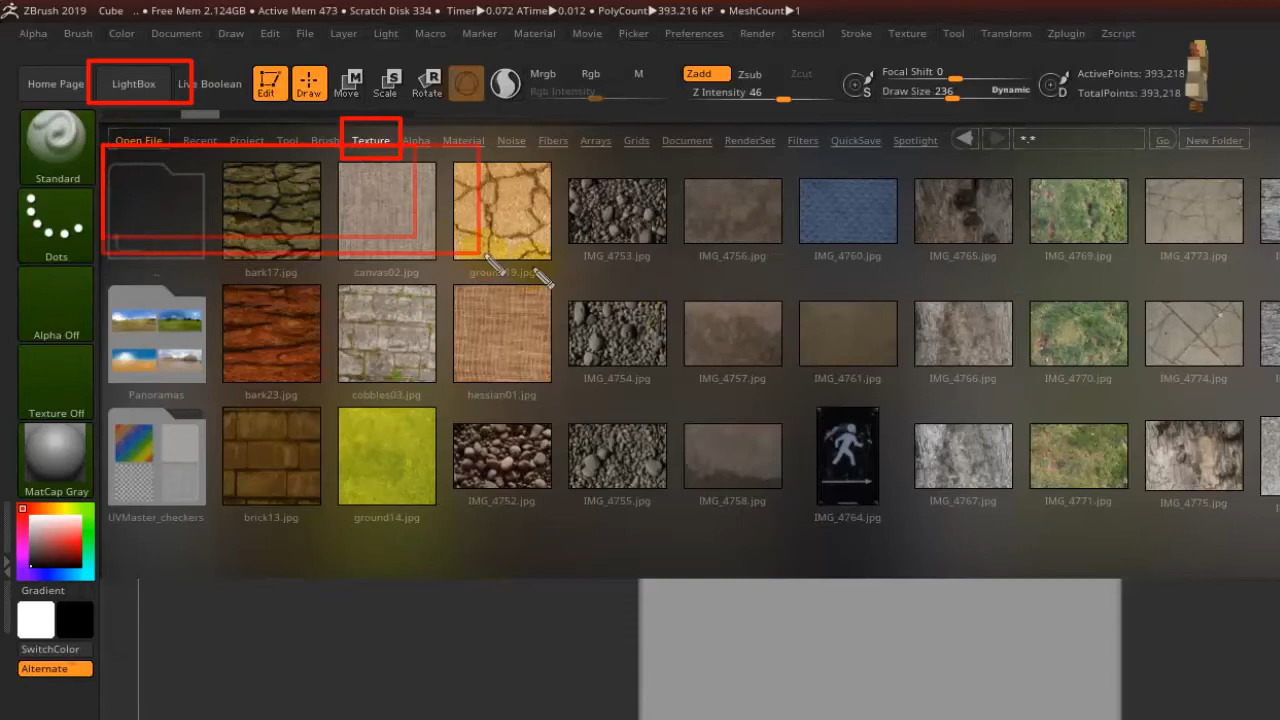 ZBrush 2019 Cube .. • Free Mem 2.124GB • Active Mem 473 • Scratch Disk 334 • Timer▶0.072 ATime▶0.012 • PolyCount▶393.216 KP • MeshCount▶1
Alpha Brush Color Document Draw Edit File Layer Light Macro Marker Material Movie Picker Preferences Render Stencil Stroke Texture Tool Transform Zplugin Zscript
Home Page LightBox Live Boolean Edit Draw Move Scale Rotate
M S R
Mrgb Rgb M
Rgb Intensity
Zadd Zsub Zcut
Z Intensity 46
S
Focal Shift 0
Draw Size 236 Dynamic
D
ActivePoints: 393,218
TotalPoints: 393,218
Open File Recent Project Tool Brush Texture Alpha Material Noise Fibers Arrays Grids Document RenderSet Filters QuickSave Spotlight *.* Go New Folder
Standard
Dots
Alpha Off
Texture Off
MatCap Gray
Gradient
SwitchColor
Alternate
.. bark17.jpg canvas02.jpg ground19.jpg IMG_4753.jpg IMG_4756.jpg IMG_4760.jpg IMG_4765.jpg IMG_4769.jpg IMG_4773.jpg
Panoramas bark23.jpg cobbles03.jpg hessian01.jpg IMG_4754.jpg IMG_4757.jpg IMG_4761.jpg IMG_4766.jpg IMG_4770.jpg IMG_4774.jpg
UVMaster_checkers brick13.jpg ground14.jpg IMG_4752.jpg IMG_4755.jpg IMG_4758.jpg IMG_4764.jpg IMG_4767.jpg IMG_4771.jpg IMG_4775.jpg